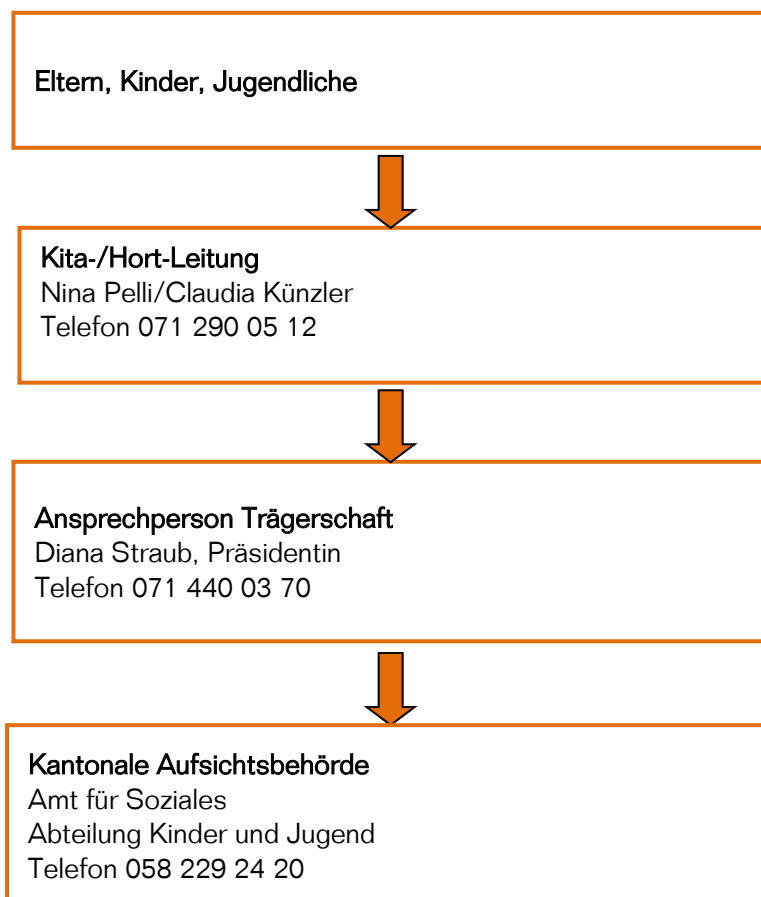 Eltern, Kinder, Jugendliche
Kita-/Hort-Leitung
Nina Pelli/Claudia Künzler
Telefon 071 290 05 12
Ansprechperson Trägerschaft
Diana Straub, Präsidentin
Telefon 071 440 03 70
Kantonale Aufsichtsbehörde
Amt für Soziales
Abteilung Kinder und Jugend
Telefon 058 229 24 20